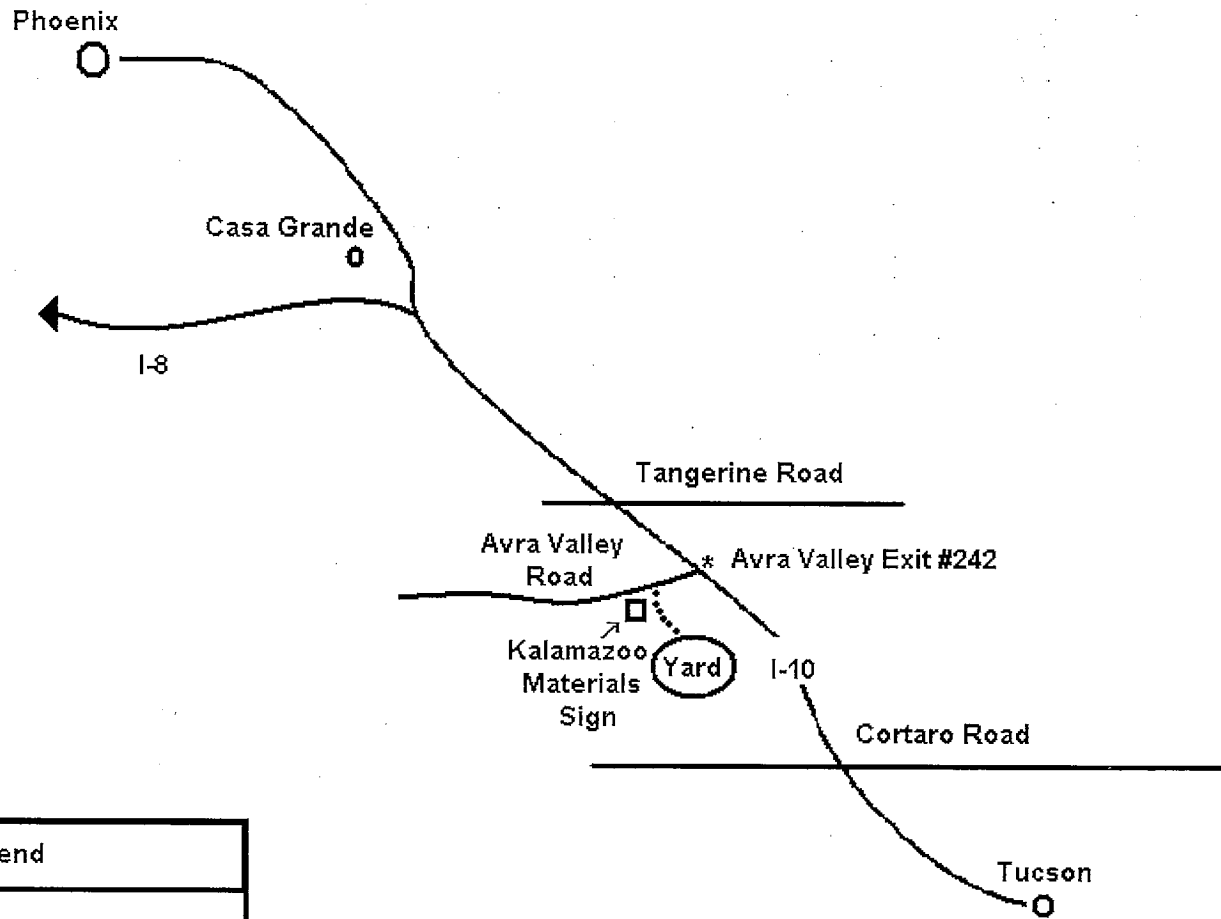 Phoenix
Casa Grande
I-8
Tangerine Road
Avra Valley
Road
* Avra Valley Exit #242
Kalamazoo
Materials
Sign
Yard
I-10
Cortaro Road
Tucson
end